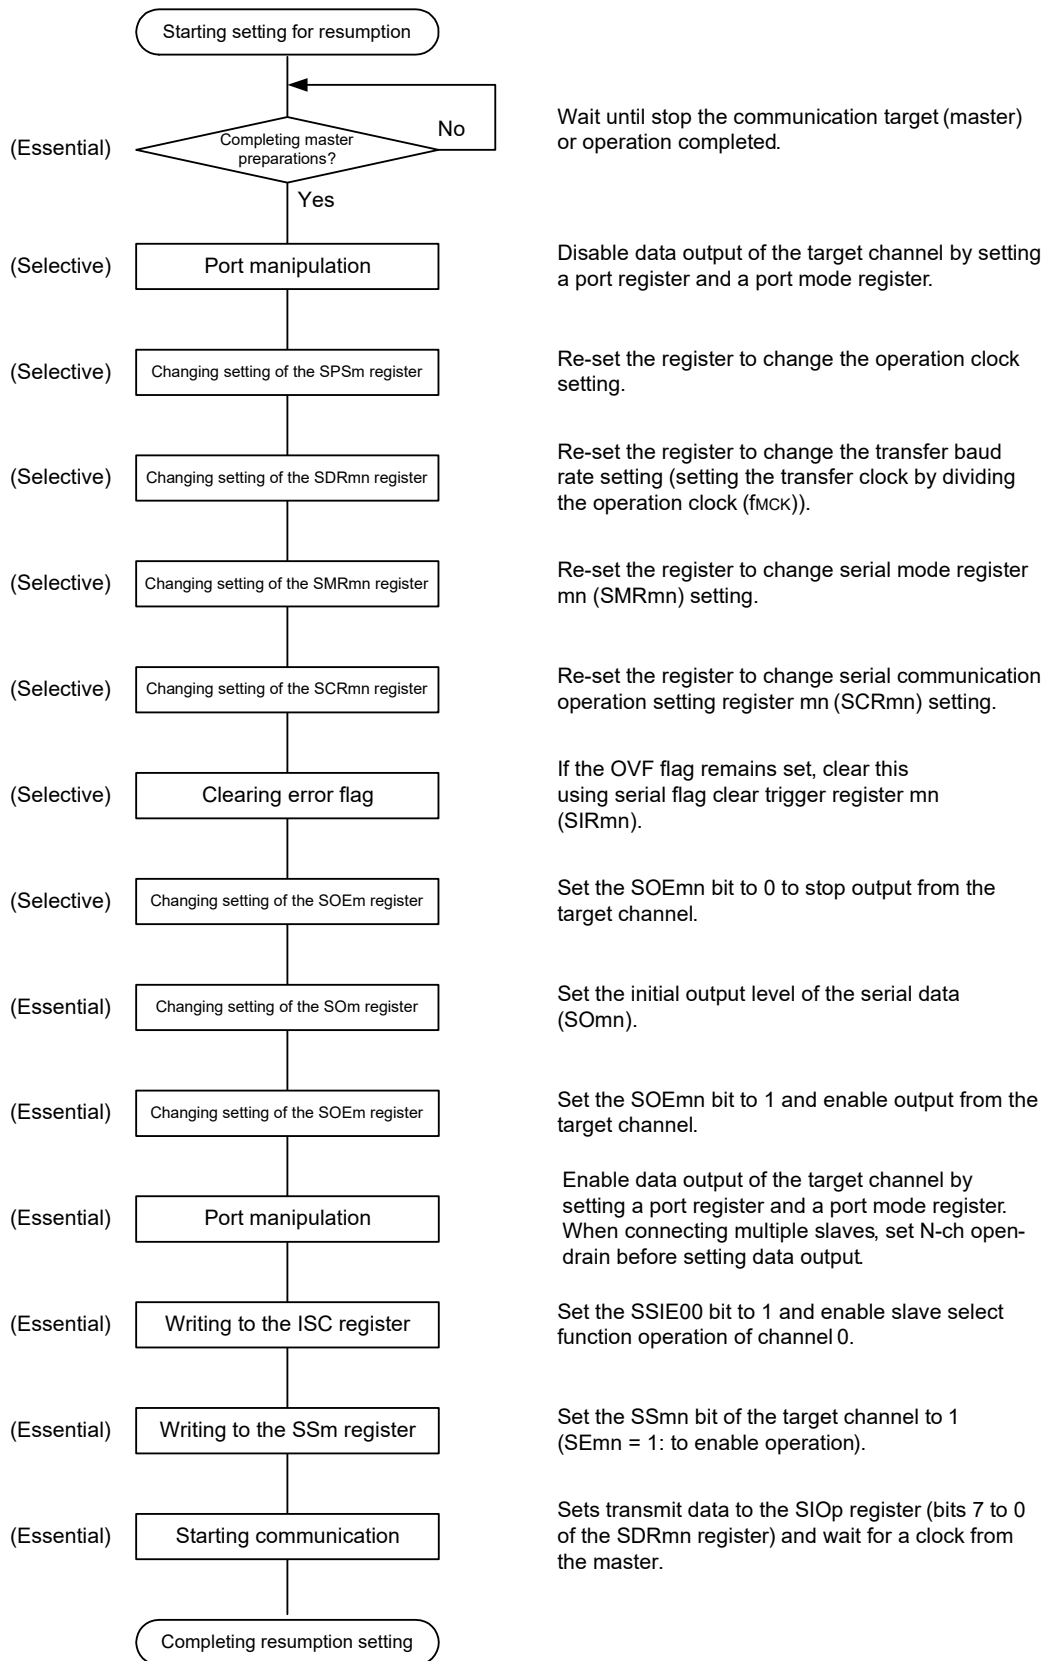 Starting setting for resumption
(Essential)
Completing master
preparations?
No
Yes
Wait until stop the communication target (master)
or operation completed.
(Selective)
Port manipulation
Disable data output of the target channel by setting
a port register and a port mode register.
(Selective)
Changing setting of the SPSm register
Re-set the register to change the operation clock
setting.
(Selective)
Changing setting of the SDRmn register
Re-set the register to change the transfer baud
rate setting (setting the transfer clock by dividing
the operation clock (fMCK)).
(Selective)
Changing setting of the SMRmn register
Re-set the register to change serial mode register
mn (SMRmn) setting.
(Selective)
Changing setting of the SCRmn register
Re-set the register to change serial communication
operation setting register mn (SCRmn) setting.
(Selective)
Clearing error flag
If the OVF flag remains set, clear this
using serial flag clear trigger register mn
(SIRmn).
(Selective)
Changing setting of the SOEm register
Set the SOEmn bit to 0 to stop output from the
target channel.
(Essential)
Changing setting of the SOm register
Set the initial output level of the serial data
(SOmn).
(Essential)
Changing setting of the SOEm register
Set the SOEmn bit to 1 and enable output from the
target channel.
(Essential)
Port manipulation
Enable data output of the target channel by
setting a port register and a port mode register.
When connecting multiple slaves, set N-ch open-
drain before setting data output.
(Essential)
Writing to the ISC register
Set the SSIE00 bit to 1 and enable slave select
function operation of channel 0.
(Essential)
Writing to the SSm register
Set the SSmn bit of the target channel to 1
(SEmn = 1: to enable operation).
(Essential)
Starting communication
Sets transmit data to the SIOp register (bits 7 to 0
of the SDRmn register) and wait for a clock from
the master.
Completing resumption setting